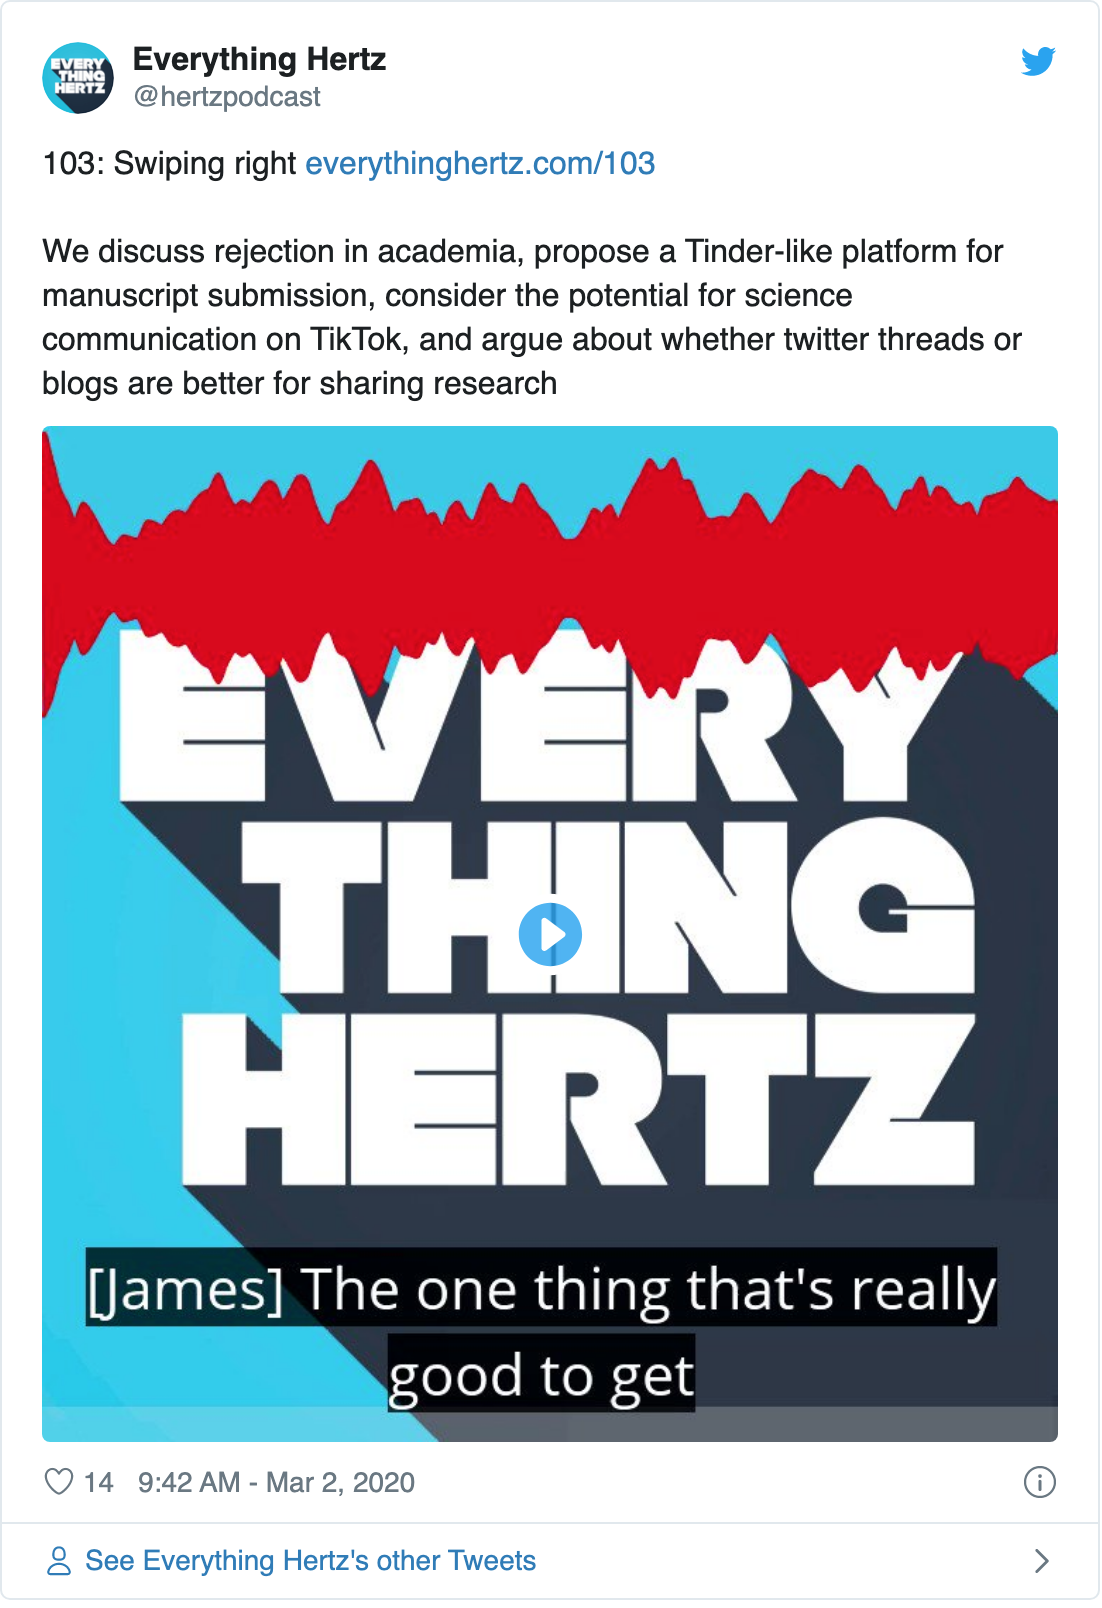 EVERY
THING
HERTZ
Everything Hertz
@hertzpodcast
103: Swiping right everythinghertz.com/103
We discuss rejection in academia, propose a Tinder-like platform for
manuscript submission, consider the potential for science
communication on TikTok, and argue about whether twitter threads or
blogs are better for sharing research
EVERY
THING
HERTZ
[James] The one thing that's really
good to get
14 9:42 AM - Mar 2, 2020
See Everything Hertz's other Tweets